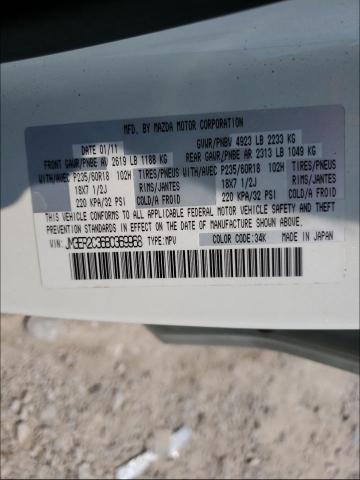 MFD. BY MAZDA MOTOR CORPORATION
DATE 01/11 GVWR/PNBV 4923 LB 2233 KG
FRONT GAWR/PNBE AV 2619 LB 1188 KG REAR GAWR/PNBE AR 2313 LB 1049 KG
WITH/AVEC P235/60R18 102H TIRES/PNEUS WITH/AVEC P235/60R18 102H TIRES/PNEUS
18X7 1/2J RIMS/JANTES 18X7 1/2J RIMS/JANTES
220 KPA/32 PSI COLD/A FROID 220 KPA/32 PSI COLD/A FROID
THIS VEHICLE CONFORMS TO ALL APPLICABLE FEDERAL MOTOR VEHICLE SAFETY AND THEFT
PREVENTION STANDARDS IN EFFECT ON THE DATE OF MANUFACTURE SHOWN ABOVE.
VIN: JM3ER2C36B0369968 TYPE:MPV COLOR CODE:34K MADE IN JAPAN